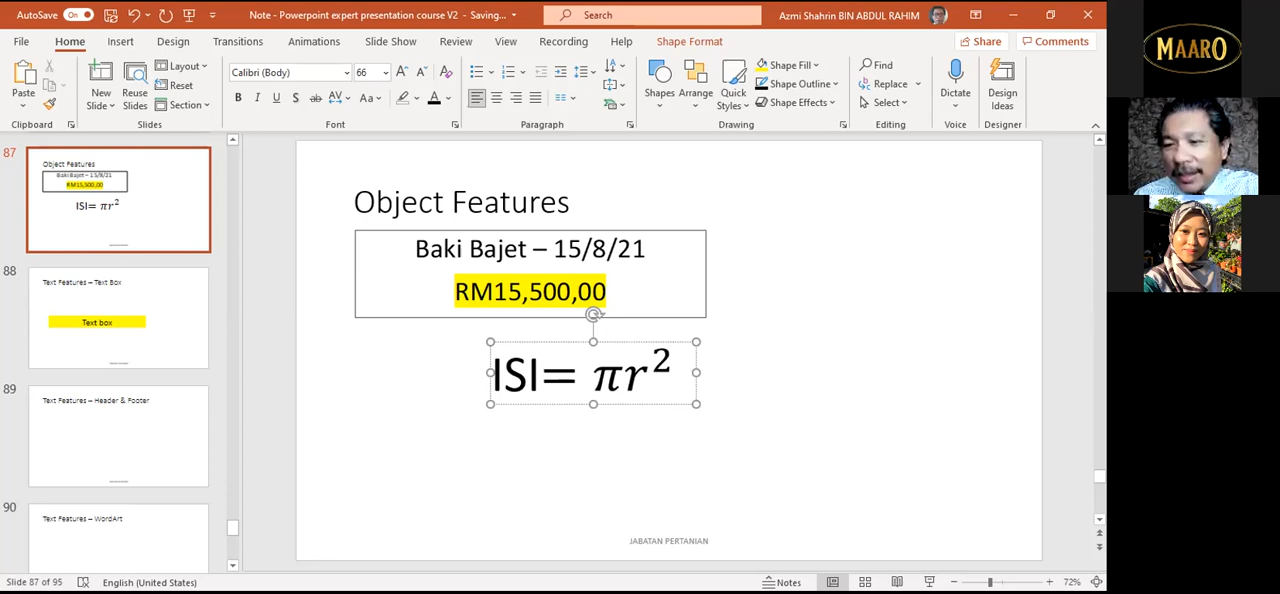 AutoSave On Note - Powerpoint expert presentation course V2 - Saving... Search Azmi Shahrin BIN ABDUL RAHIM
File Home Insert Design Transitions Animations Slide Show Review View Recording Help Shape Format Share Comments
Paste
Clipboard
New Slide
Reuse Slides
Layout
Reset
Section
Slides
Calibri (Body) 66
Font
Paragraph
Shapes
Arrange
Quick Styles
Shape Fill
Shape Outline
Shape Effects
Drawing
Find
Replace
Select
Editing
Dictate
Voice
Design Ideas
Designer
MAARO
87
Object Features
Baki Bajet – 15/8/21
RM15,500,00
ISI= πr²
88
Text Features – Text Box
Text box
89
Text Features – Header & Footer
90
Text Features – WordArt
Object Features
Baki Bajet – 15/8/21
RM15,500,00
ISI= πr²
JABATAN PERTANIAN
Slide 87 of 95 English (United States) Notes 72%